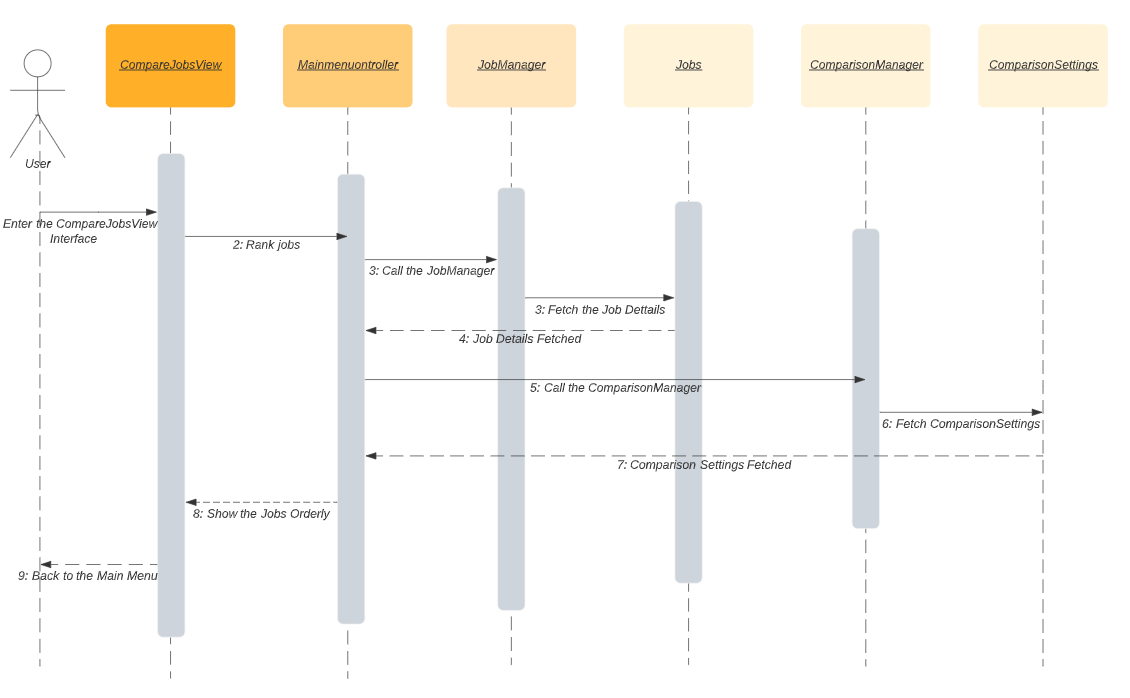 CompareJobsView
Mainmenuontroller
JobManager
Jobs
ComparisonManager
ComparisonSettings
User
Enter the CompareJobsView
Interface
2: Rank jobs
3: Call the JobManager
3: Fetch the Job Dettails
4: Job Details Fetched
5: Call the ComparisonManager
6: Fetch ComparisonSettings
7: Comparison Settings Fetched
8: Show the Jobs Orderly
9: Back to the Main Menu